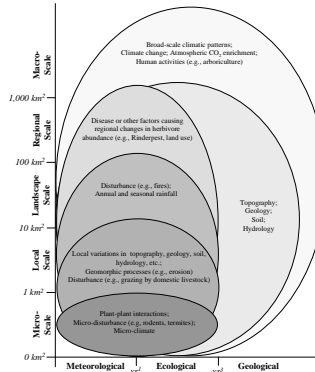 Macro-
Scale
Regional
Scale
Landscape
Scale
Local
Scale
Micro-
Scale
1,000 km²
100 km²
10 km²
1 km²
0 km²
Broad-scale climatic patterns;
Climate change; Atmospheric CO₂ enrichment;
Human activities (e.g., arboriculture)
Disease or other factors causing
regional changes in herbivore
abundance (e.g., Rinderpest, land use)
Disturbance (e.g., fires);
Annual and seasonal rainfall
Topography;
Geology;
Soil;
Hydrology
Local variations in topography, geology, soil,
hydrology, etc.;
Geomorphic processes (e.g., erosion)
Disturbance (e.g., grazing by domestic livestock)
Plant-plant interactions;
Micro-disturbance (e.g, rodents, termites);
Micro-climate
Meteorological
Ecological
Geological